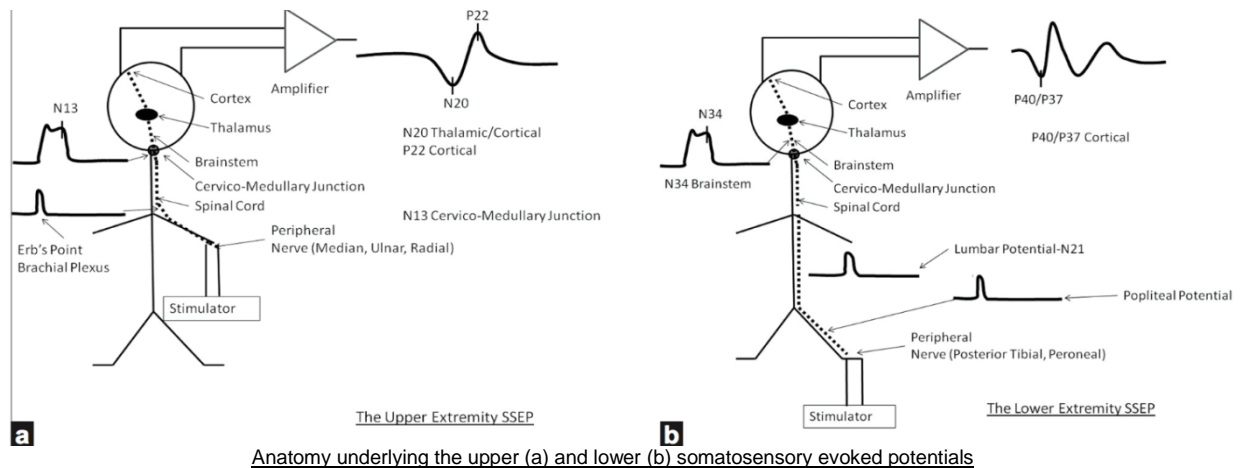 P22
Amplifier
N20
N20 Thalamic/Cortical
P22 Cortical
N13
Cortex
Thalamus
Brainstem
Cervico-Medullary Junction
Spinal Cord
N13 Cervico-Medullary Junction
Erb's Point
Brachial Plexus
Peripheral
Nerve (Median, Ulnar, Radial)
Stimulator
The Upper Extremity SSEP
a
Amplifier
P40/P37
P40/P37 Cortical
N34
Cortex
Thalamus
Brainstem
N34 Brainstem
Cervico-Medullary Junction
Spinal Cord
Lumbar Potential-N21
Popliteal Potential
Peripheral
Nerve (Posterior Tibial, Peroneal)
Stimulator
The Lower Extremity SSEP
b
Anatomy underlying the upper (a) and lower (b) somatosensory evoked potentials